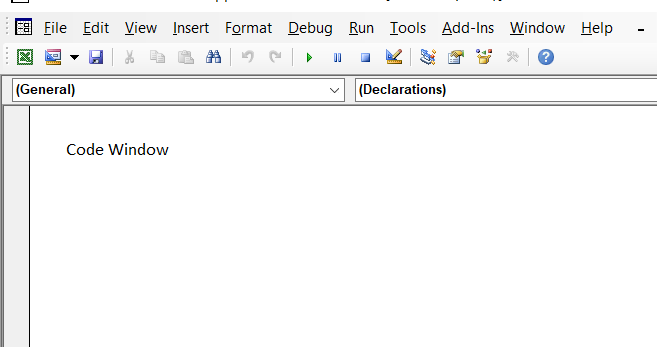 File Edit View Insert Format Debug Run Tools Add-Ins Window Help
(General) (Declarations)
Code Window